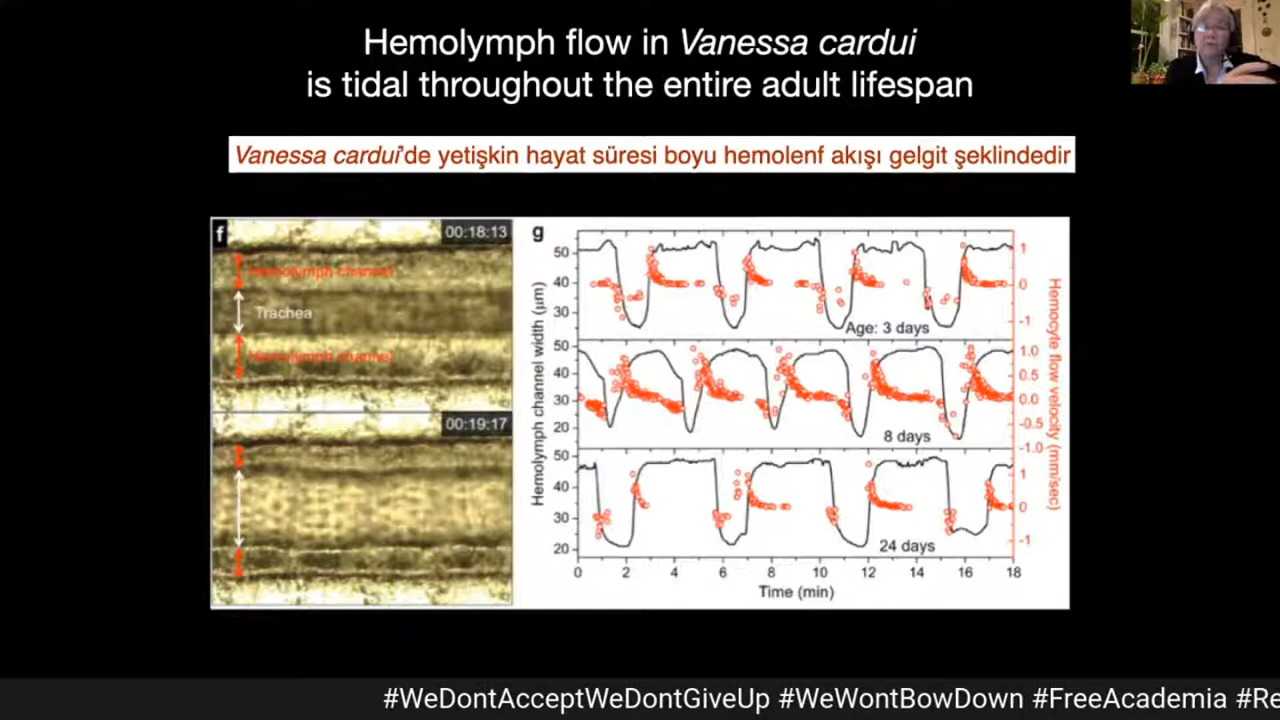 Hemolymph flow in Vanessa cardui
is tidal throughout the entire adult lifespan
Vanessa cardui'de yetişkin hayat süresi boyu hemolenf akışı gelgit şeklindedir
f
00:18:13
Hemolymph channel
Trachea
Hemolymph channel
00:19:17
g
Hemolymph channel width (μm)
50
40
30
1
0
-1
Age: 3 days
50
40
30
20
1.0
0.5
0.0
-0.5
-1.0
8 days
50
40
30
20
1
0
-1
24 days
Hemocyte flow velocity (mm/sec)
0 2 4 6 8 10 12 14 16 18
Time (min)
#WeDontAcceptWeDontGiveUp #WeWontBowDown #FreeAcademia #Re